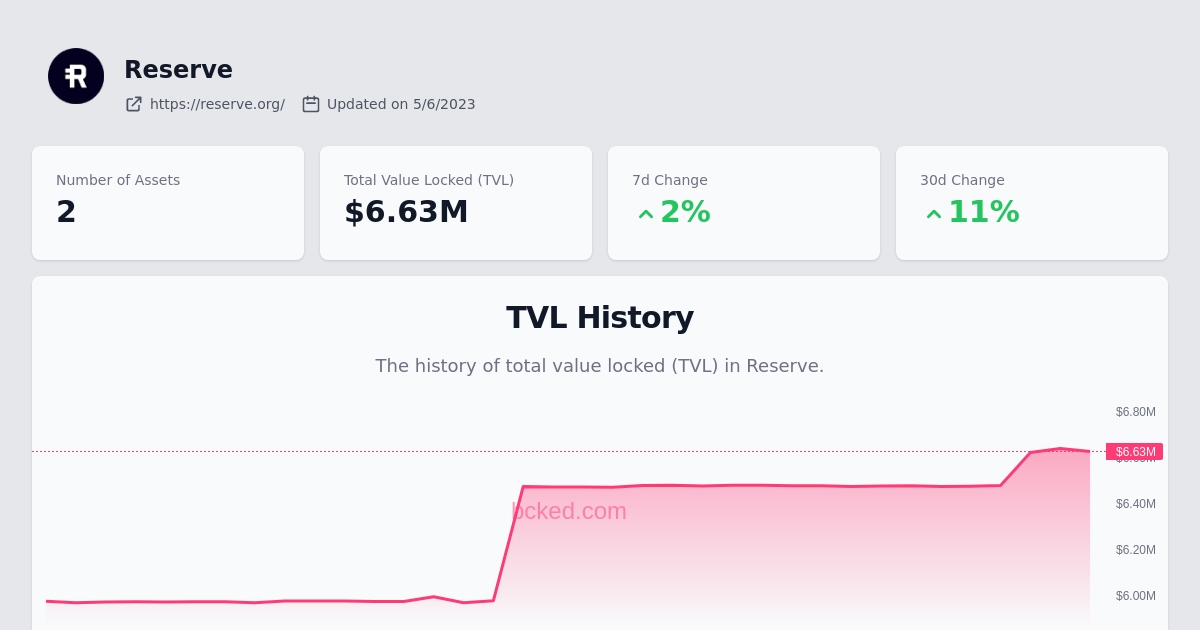 Reserve
https://reserve.org/ Updated on 5/6/2023
Number of Assets
2
Total Value Locked (TVL)
$6.63M
7d Change
2%
30d Change
11%
TVL History
The history of total value locked (TVL) in Reserve.
$6.80M
$6.63M
$6.40M
$6.20M
$6.00M
bcked.com